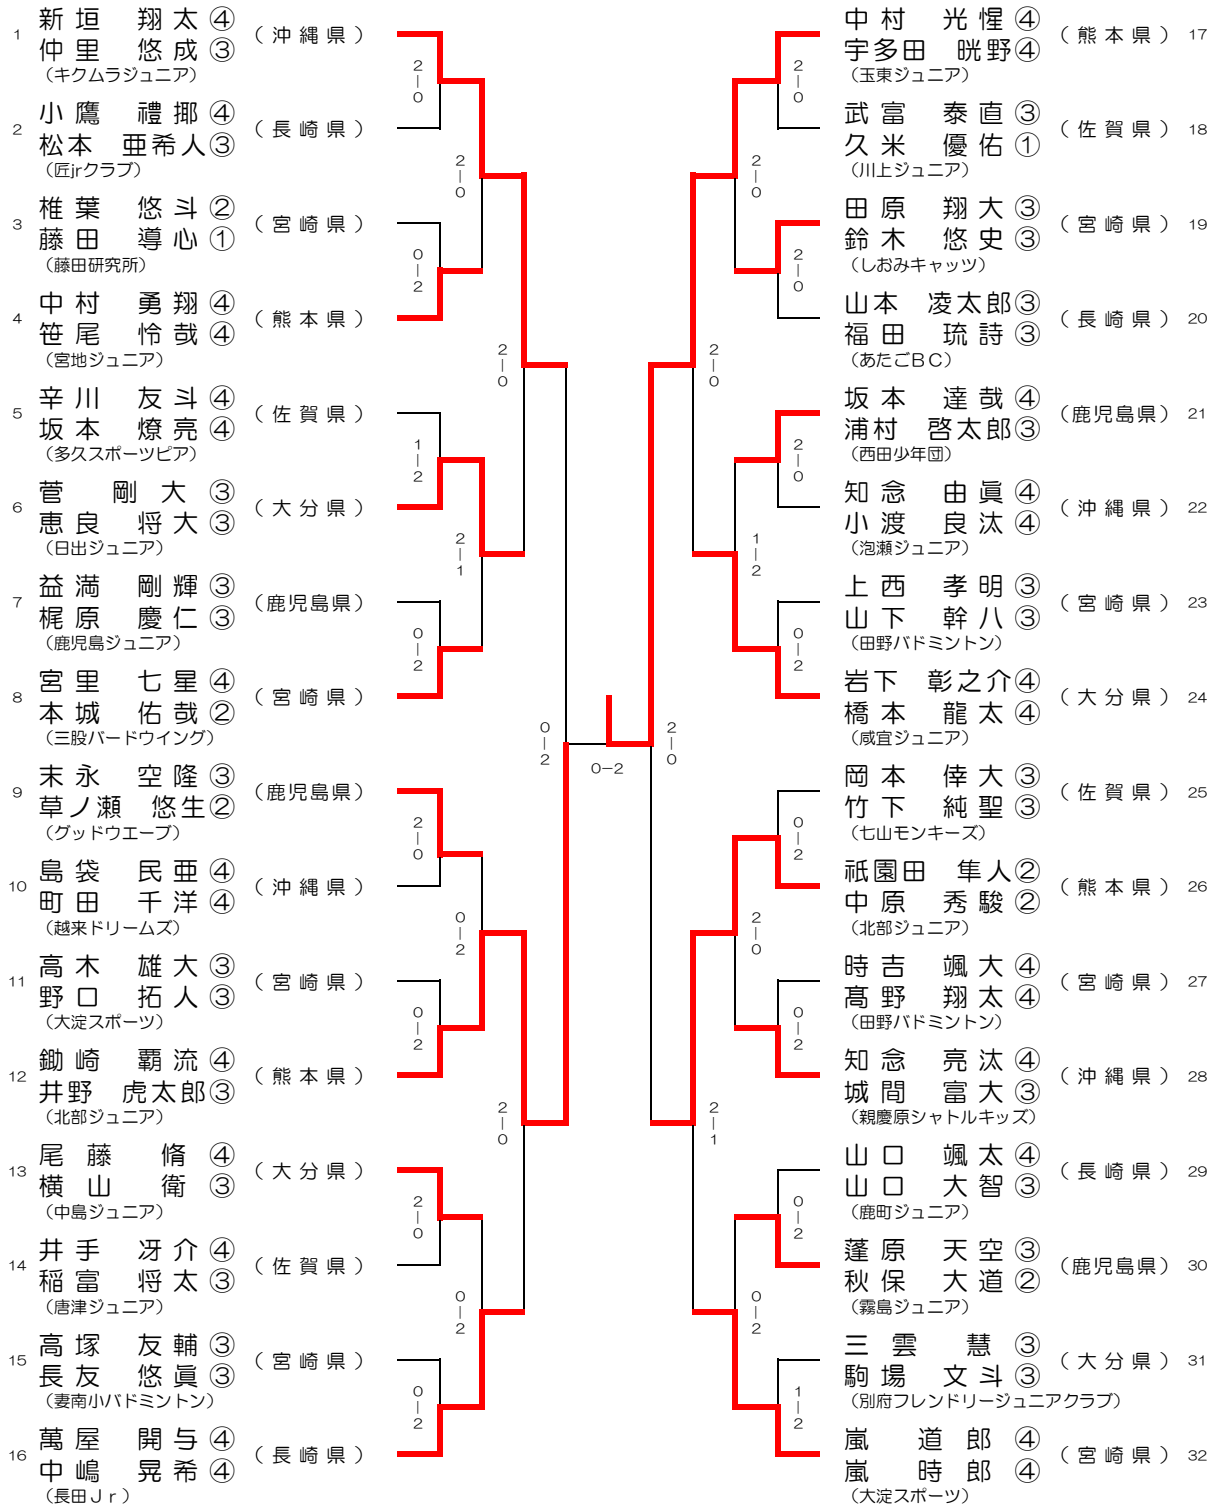 1
新垣 翔太④
仲里 悠成③
(沖縄県)
(キクムラジュニア)
2
小鷹 禮揶④
松本 亜希人③
(長崎県)
(匠jrクラブ)
3
椎葉 悠斗②
藤田 導心①
(宮崎県)
(藤田研究所)
4
中村 勇翔④
笹尾 怜哉④
(熊本県)
(宮地ジュニア)
5
辛川 友斗④
坂本 燎亮④
(佐賀県)
(多久スポーツピア)
6
菅 剛大③
恵良 将大③
(大分県)
(日出ジュニア)
7
益満 剛輝③
梶原 慶仁③
(鹿児島県)
(鹿児島ジュニア)
8
宮里 七星④
本城 佑哉②
(宮崎県)
(三股バードウイング)
9
末永 空隆③
草ノ瀬 悠生②
(鹿児島県)
(グッドウエーブ)
10
島袋 民亜④
町田 千洋④
(沖縄県)
(越来ドリームズ)
11
高木 雄大③
野口 拓人③
(宮崎県)
(大淀スポーツ)
12
鋤崎 覇流④
井野 虎太郎③
(熊本県)
(北部ジュニア)
13
尾藤 脩④
横山 衛③
(大分県)
(中島ジュニア)
14
井手 冴介④
稲富 将太③
(佐賀県)
(唐津ジュニア)
15
高塚 友輔③
長友 悠眞③
(宮崎県)
(妻南小バドミントン)
16
萬屋 開与④
中嶋 晃希④
(長崎県)
(長田Jr)
2-0
0-2
1-2
0-2
2-0
0-2
2-0
0-2
2-0
2-1
0-2
0-2
2-0
2-0
0-2
0-2
2-0
2-0
2-1
2-0
1-2
2-0
0-2
2-0
2-0
2-0
0-2
0-2
0-2
0-2
1-2
中村 光惺④
宇多田 晄野④
(熊本県)
17
(玉東ジュニア)
武富 泰直③
久米 優佑①
(佐賀県)
18
(川上ジュニア)
田原 翔大③
鈴木 悠史③
(宮崎県)
19
(しおみキャッツ)
山本 凌太郎③
福田 琉詩③
(長崎県)
20
(あたごBC)
坂本 達哉④
浦村 啓太郎③
(鹿児島県)
21
(西田少年団)
知念 由眞④
小渡 良汰④
(沖縄県)
22
(泡瀬ジュニア)
上西 孝明③
山下 幹八③
(宮崎県)
23
(田野バドミントン)
岩下 彰之介④
橋本 龍太④
(大分県)
24
(咸宜ジュニア)
岡本 倖大③
竹下 純聖③
(佐賀県)
25
(七山モンキーズ)
祇園田 隼人②
中原 秀駿②
(熊本県)
26
(北部ジュニア)
時吉 颯大④
髙野 翔太④
(宮崎県)
27
(田野バドミントン)
知念 亮汰④
城間 富大③
(沖縄県)
28
(親慶原シャトルキッズ)
山口 颯太④
山口 大智③
(長崎県)
29
(鹿町ジュニア)
蓬原 天空③
秋保 大道②
(鹿児島県)
30
(霧島ジュニア)
三雲 慧③
駒場 文斗③
(大分県)
31
(別府フレンドリージュニアクラブ)
嵐 道郎④
嵐 時郎④
(宮崎県)
32
(大淀スポーツ)